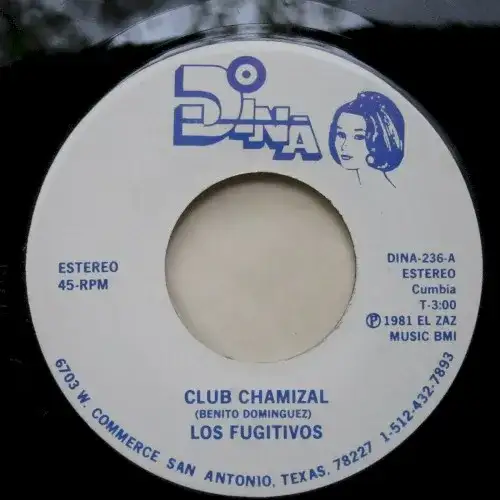 DINA
ESTEREO
45-RPM
DINA-236-A
ESTEREO
Cumbia
T-3:00
Ⓟ 1981 EL ZAZ
MUSIC BMI
CLUB CHAMIZAL
(BENITO DOMINGUEZ)
LOS FUGITIVOS
6703 W. COMMERCE SAN ANTONIO, TEXAS, 78227 1-512-432-7893